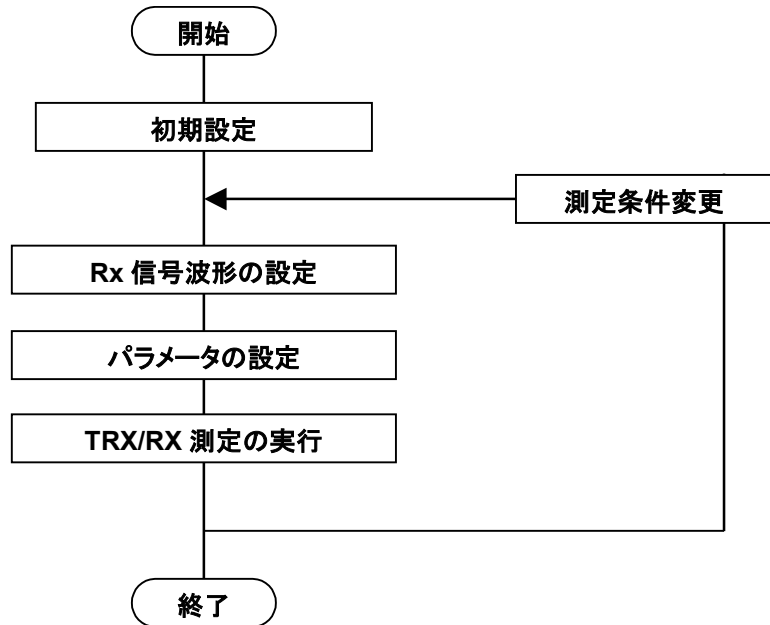 開始
初期設定
測定条件変更
Rx 信号波形の設定
パラメータの設定
TRX/RX 測定の実行
終了